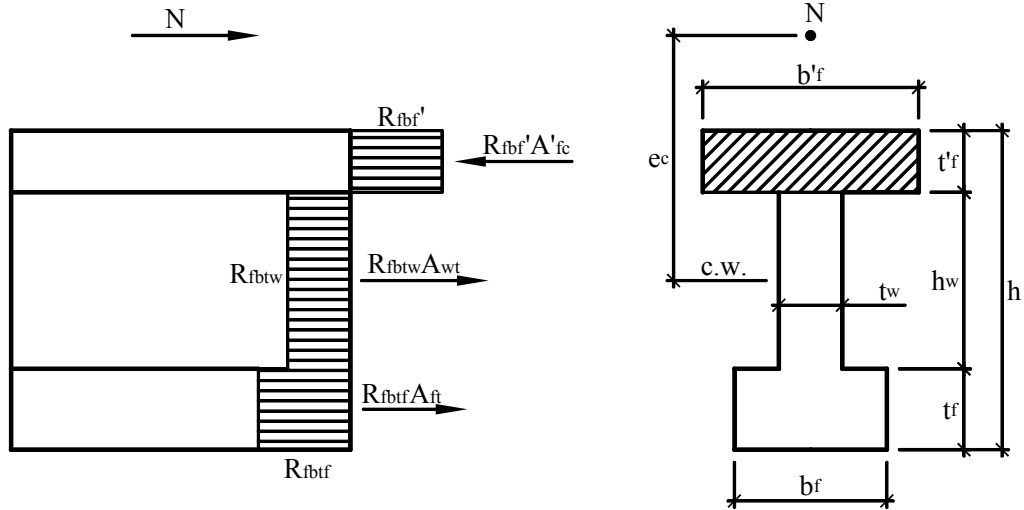 N
R_fbf'
R_fbf'A'_fc
R_fbtw
R_fbtwA_wt
R_fbtfA_ft
R_fbtf
N
b'_f
e_c
t'_f
c.w.
t_w
h_w
h
t_f
b_f